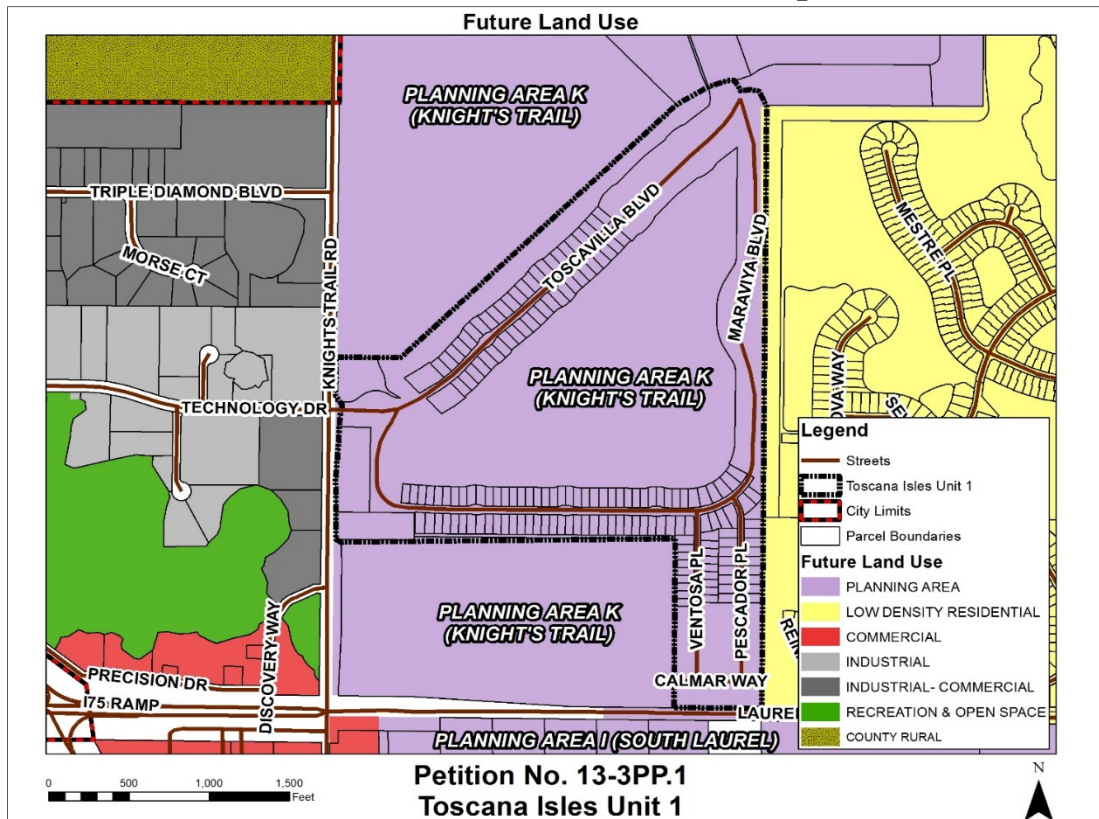 Future Land Use
PLANNING AREA K
(KNIGHT'S TRAIL)
TRIPLE DIAMOND BLVD
MORSE CT
KNIGHTS TRAIL RD
TOSCAVILLA BLVD
MARAVIYA BLVD
MESTRE PL
PLANNING AREA K
(KNIGHT'S TRAIL)
TECHNOLOGY DR
Legend
Streets
Toscana Isles Unit 1
City Limits
Parcel Boundaries
Future Land Use
PLANNING AREA
LOW DENSITY RESIDENTIAL
COMMERCIAL
INDUSTRIAL
INDUSTRIAL- COMMERCIAL
RECREATION & OPEN SPACE
COUNTY RURAL
PLANNING AREA K
(KNIGHT'S TRAIL)
VENTOSA PL
PESCADOR PL
DISCOVERY WAY
PRECISION DR
CALMAR WAY
I75 RAMP
PLANNING AREA I (SOUTH LAUREL)
0 500 1,000 1,500
Feet
Petition No. 13-3PP.1
Toscana Isles Unit 1
N